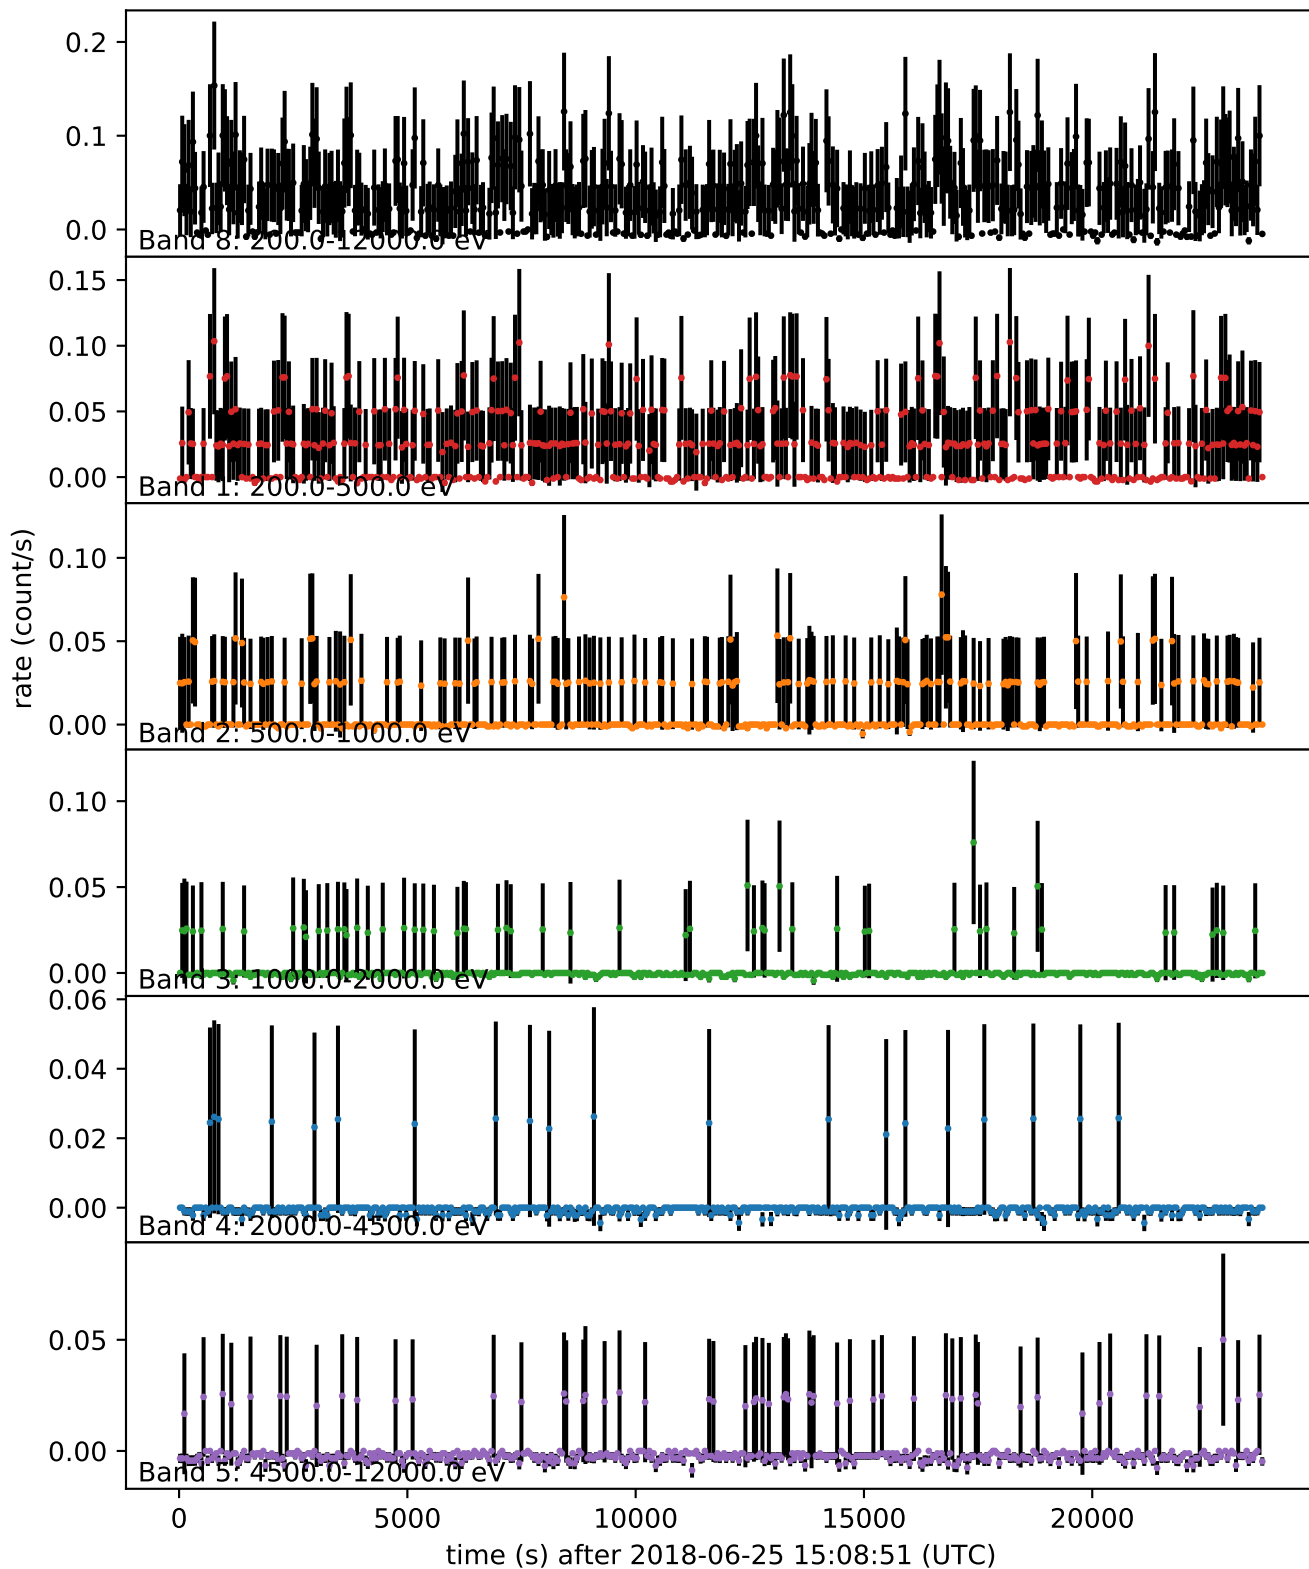 0.2
0.1
0.0
Band 8: 200.0-12000.0 eV
0.15
0.10
0.05
0.00
Band 1: 200.0-500.0 eV
rate (count/s)
0.10
0.05
0.00
Band 2: 500.0-1000.0 eV
0.10
0.05
0.00
Band 3: 1000.0-2000.0 eV
0.06
0.04
0.02
0.00
Band 4: 2000.0-4500.0 eV
0.05
0.00
Band 5: 4500.0-12000.0 eV
0 5000 10000 15000 20000
time (s) after 2018-06-25 15:08:51 (UTC)